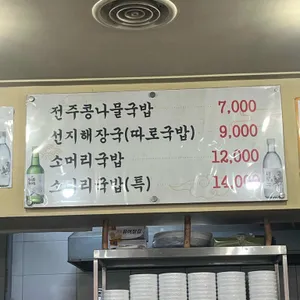 전주콩나물국밥 7,000
선지해장국(따로국밥) 9,000
소머리국밥 12,000
소머리국밥(특) 14,000